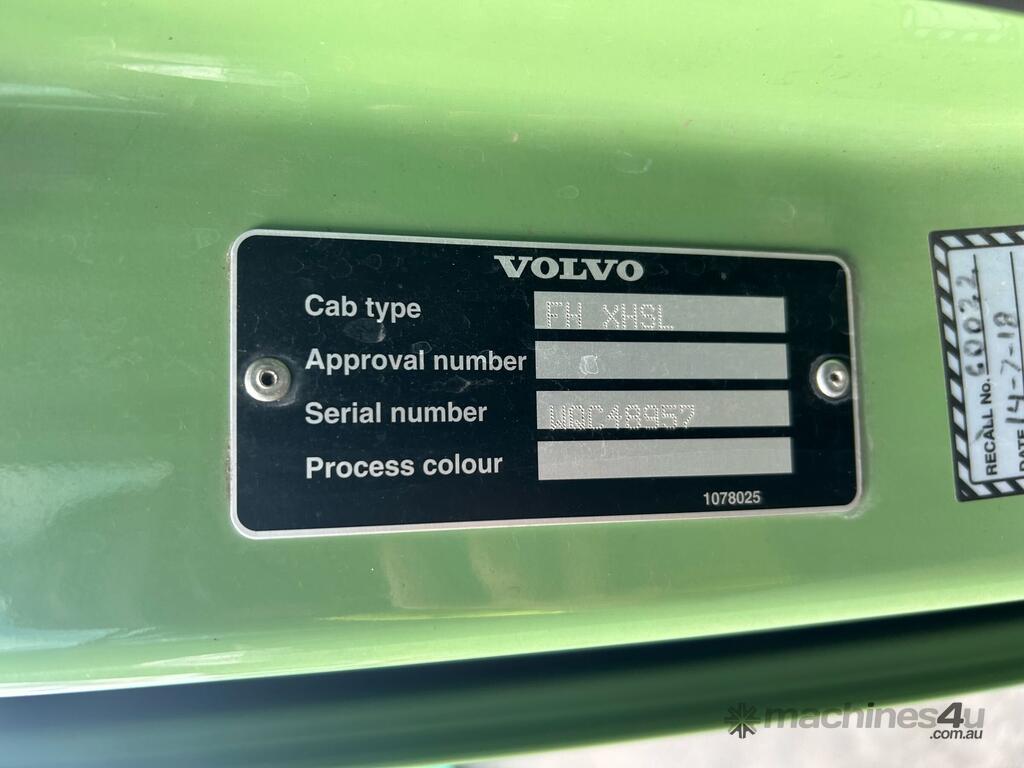 VOLVO
Cab type FH XHSL
Approval number
Serial number WQC48957
Process colour
1078025
RECALL No. 60022
DATE 14-7-18
machines4u
.com.au